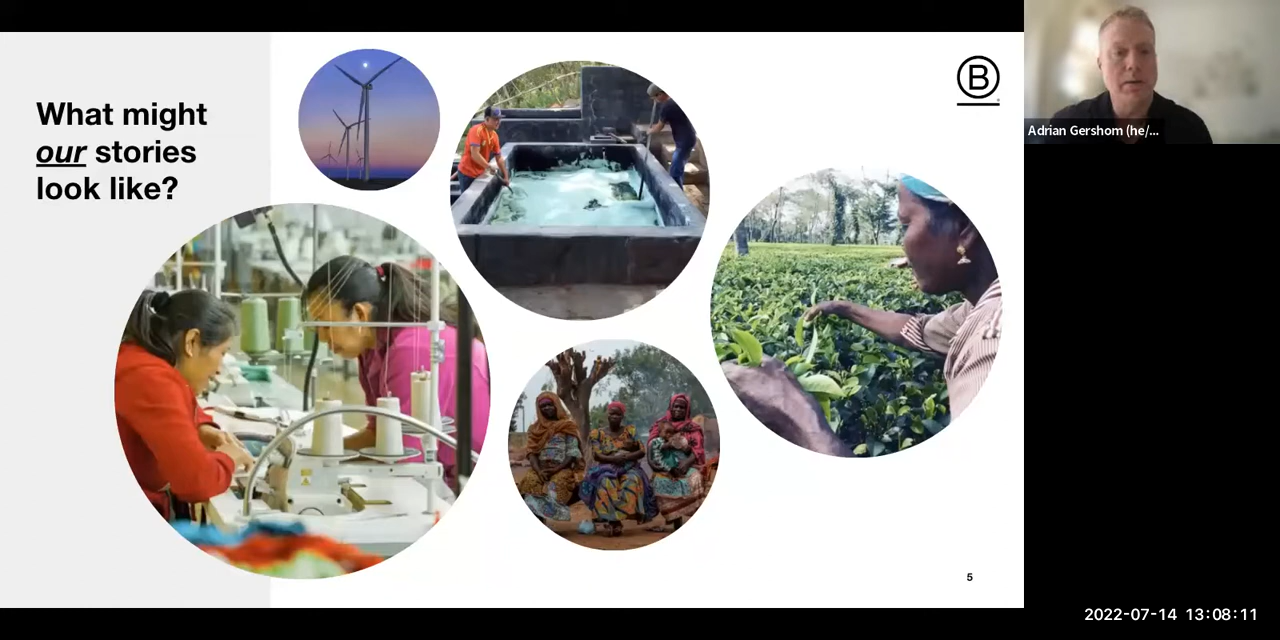 What might
our stories
look like?
B
Adrian Gershom (he/...
5
2022-07-14 13:08:11